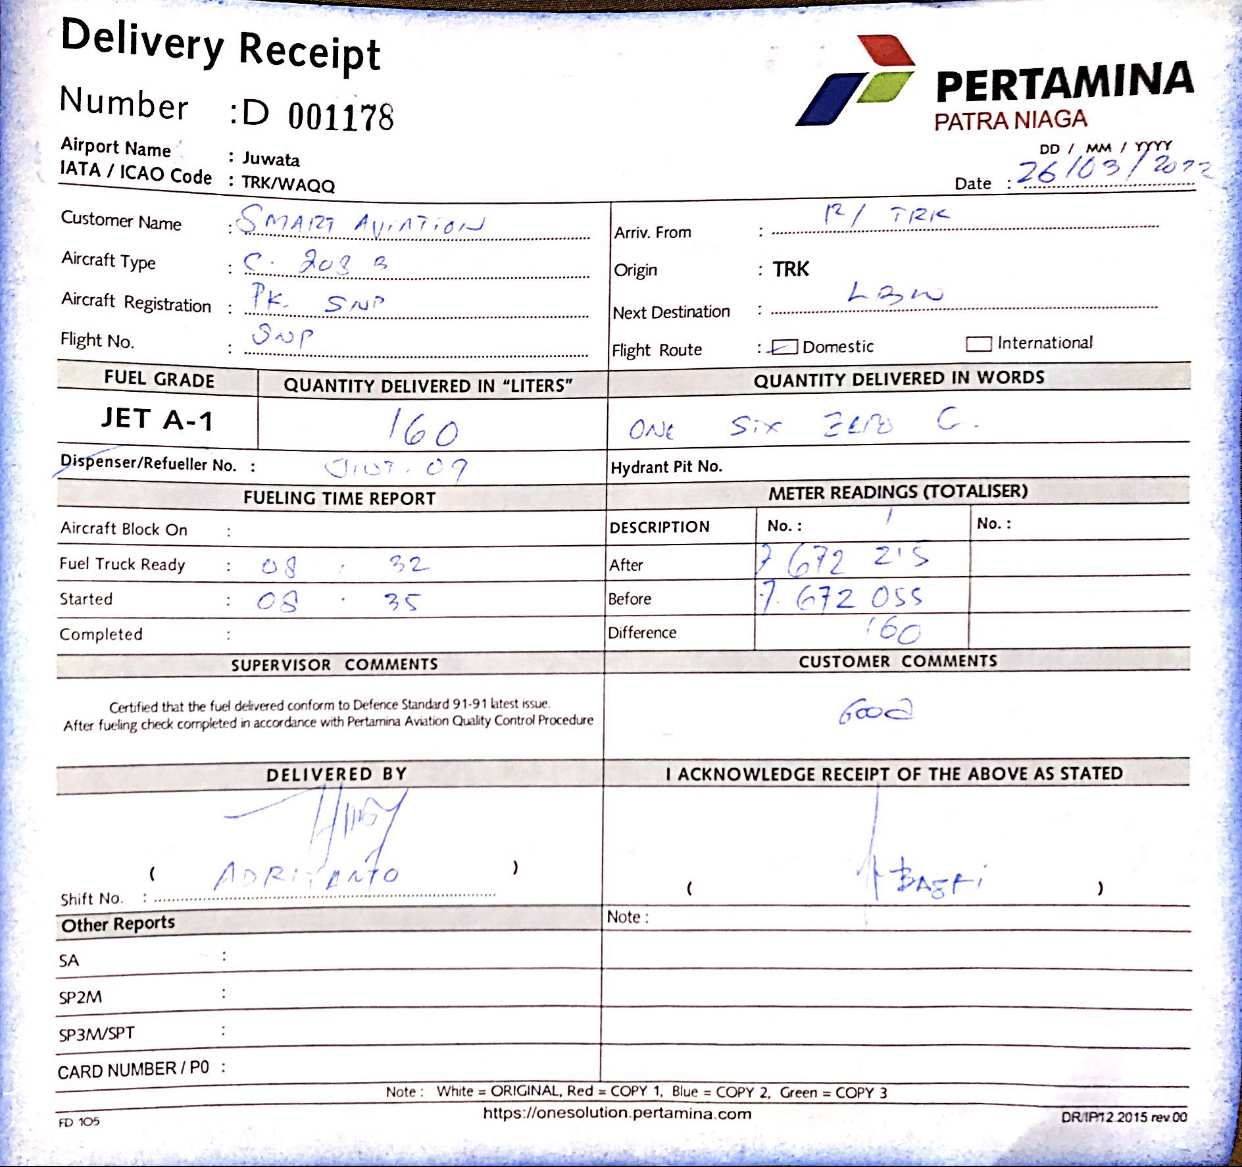 Delivery Receipt
Number : D 001178
PERTAMINA
PATRA NIAGA
Airport Name : Juwata
IATA / ICAO Code : TRK/WAQQ
DD / MM / YYYY
Date : 26/03/2022
Customer Name : SMART AVIATION
Aircraft Type : C. 208 B
Aircraft Registration : PK. SNP
Flight No. : SNP
Arriv. From : R/ TRK
Origin : TRK
Next Destination : LBW
Flight Route : Domestic International
FUEL GRADE QUANTITY DELIVERED IN "LITERS" QUANTITY DELIVERED IN WORDS
JET A-1 160 ONE SIX ZERO C.
Dispenser/Refueller No. : 09 Hydrant Pit No.
FUELING TIME REPORT METER READINGS (TOTALISER)
Aircraft Block On : DESCRIPTION No. : 1 No. :
Fuel Truck Ready : 08 . 32 After 7 672 215
Started : 08 . 35 Before 7. 672 055
Completed : Difference 160
SUPERVISOR COMMENTS CUSTOMER COMMENTS
Certified that the fuel delivered conform to Defence Standard 91-91 latest issue.
After fueling check completed in accordance with Pertamina Aviation Quality Control Procedure
Good
DELIVERED BY I ACKNOWLEDGE RECEIPT OF THE ABOVE AS STATED
( ADRIYANTO )
( )
Shift No. :
Other Reports Note :
SA :
SP2M :
SP3M/SPT :
CARD NUMBER / PO :
Note : White = ORIGINAL, Red = COPY 1, Blue = COPY 2, Green = COPY 3
FD 105 https://onesolution.pertamina.com DR/IP/12.2015 rev.00